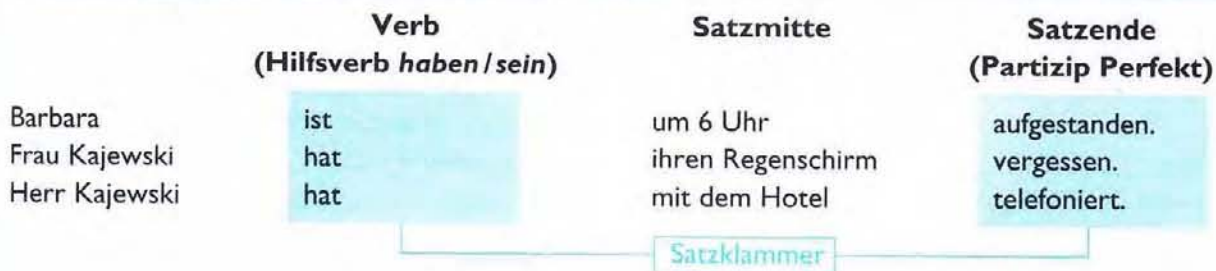 Verb Satzmitte Satzende
(Hilfsverb haben / sein) (Partizip Perfekt)
Barbara ist um 6 Uhr aufgestanden.
Frau Kajewski hat ihren Regenschirm vergessen.
Herr Kajewski hat mit dem Hotel telefoniert.
Satzklammer